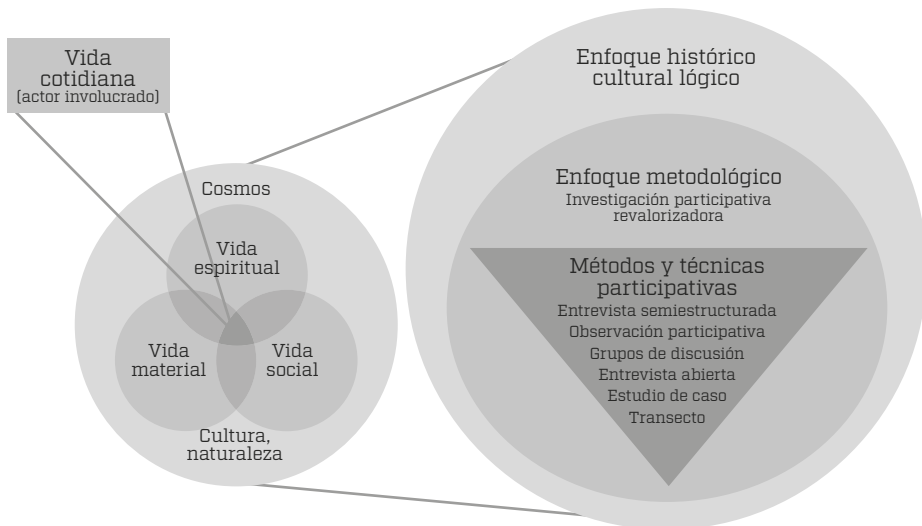 Vida
cotidiana
(actor involucrado)
Cosmos
Vida
espiritual
Vida
material
Vida
social
Cultura,
naturaleza
Enfoque histórico
cultural lógico
Enfoque metodológico
Investigación participativa
revalorizadora
Métodos y técnicas
participativas
Entrevista semiestructurada
Observación participativa
Grupos de discusión
Entrevista abierta
Estudio de caso
Transecto